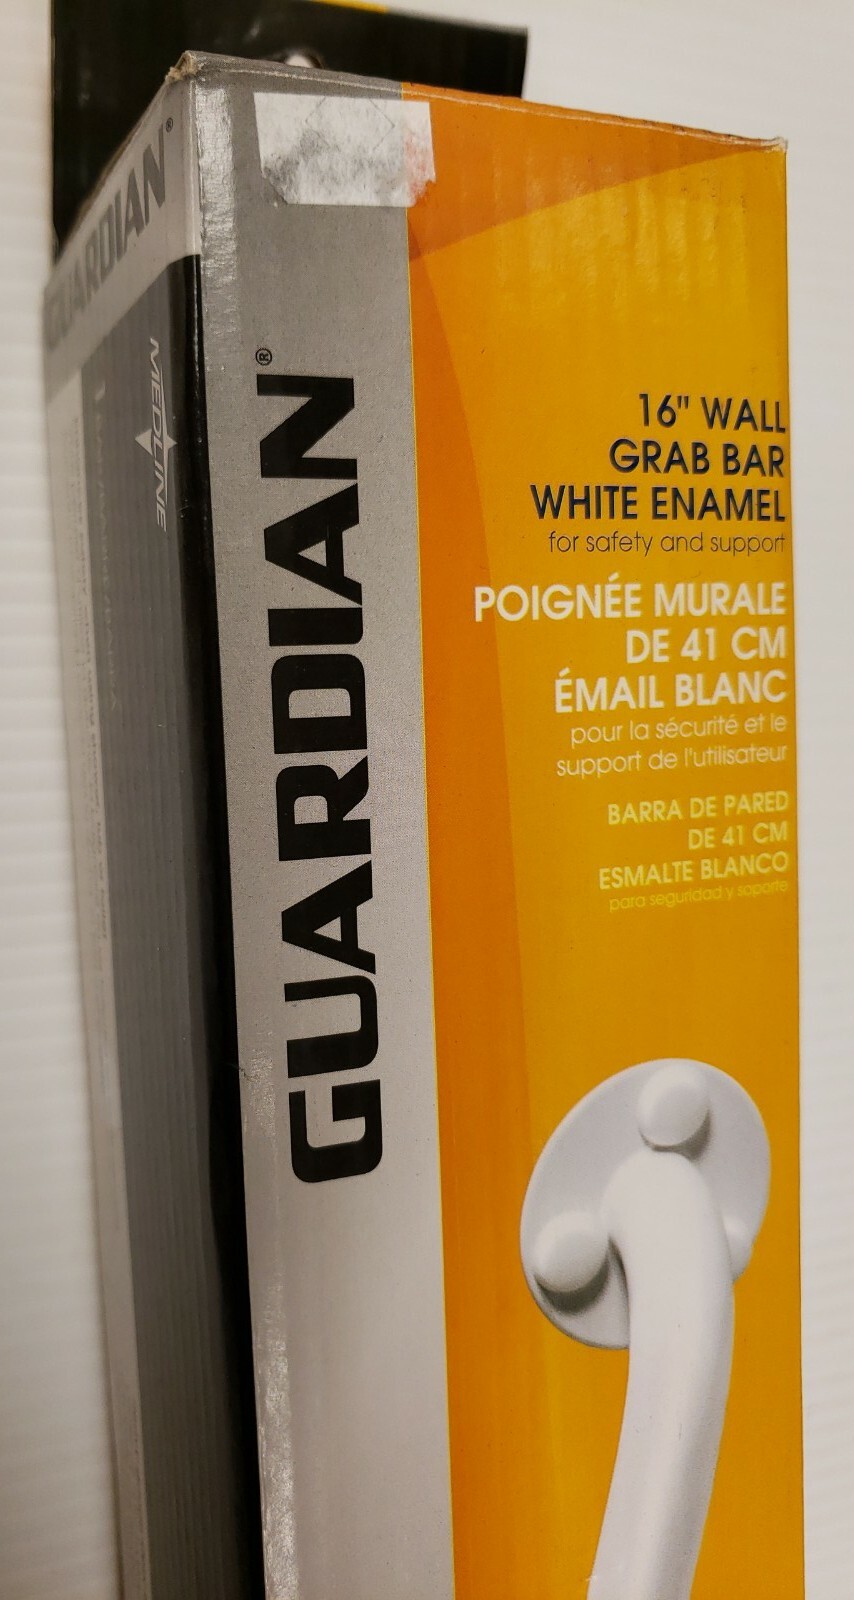 GUARDIAN®
MEDLINE
GUARDIAN®
16" WALL
GRAB BAR
WHITE ENAMEL
for safety and support
POIGNÉE MURALE
DE 41 CM
ÉMAIL BLANC
pour la sécurité et le
support de l'utilisateur
BARRA DE PARED
DE 41 CM
ESMALTE BLANCO
para seguridad y soporte